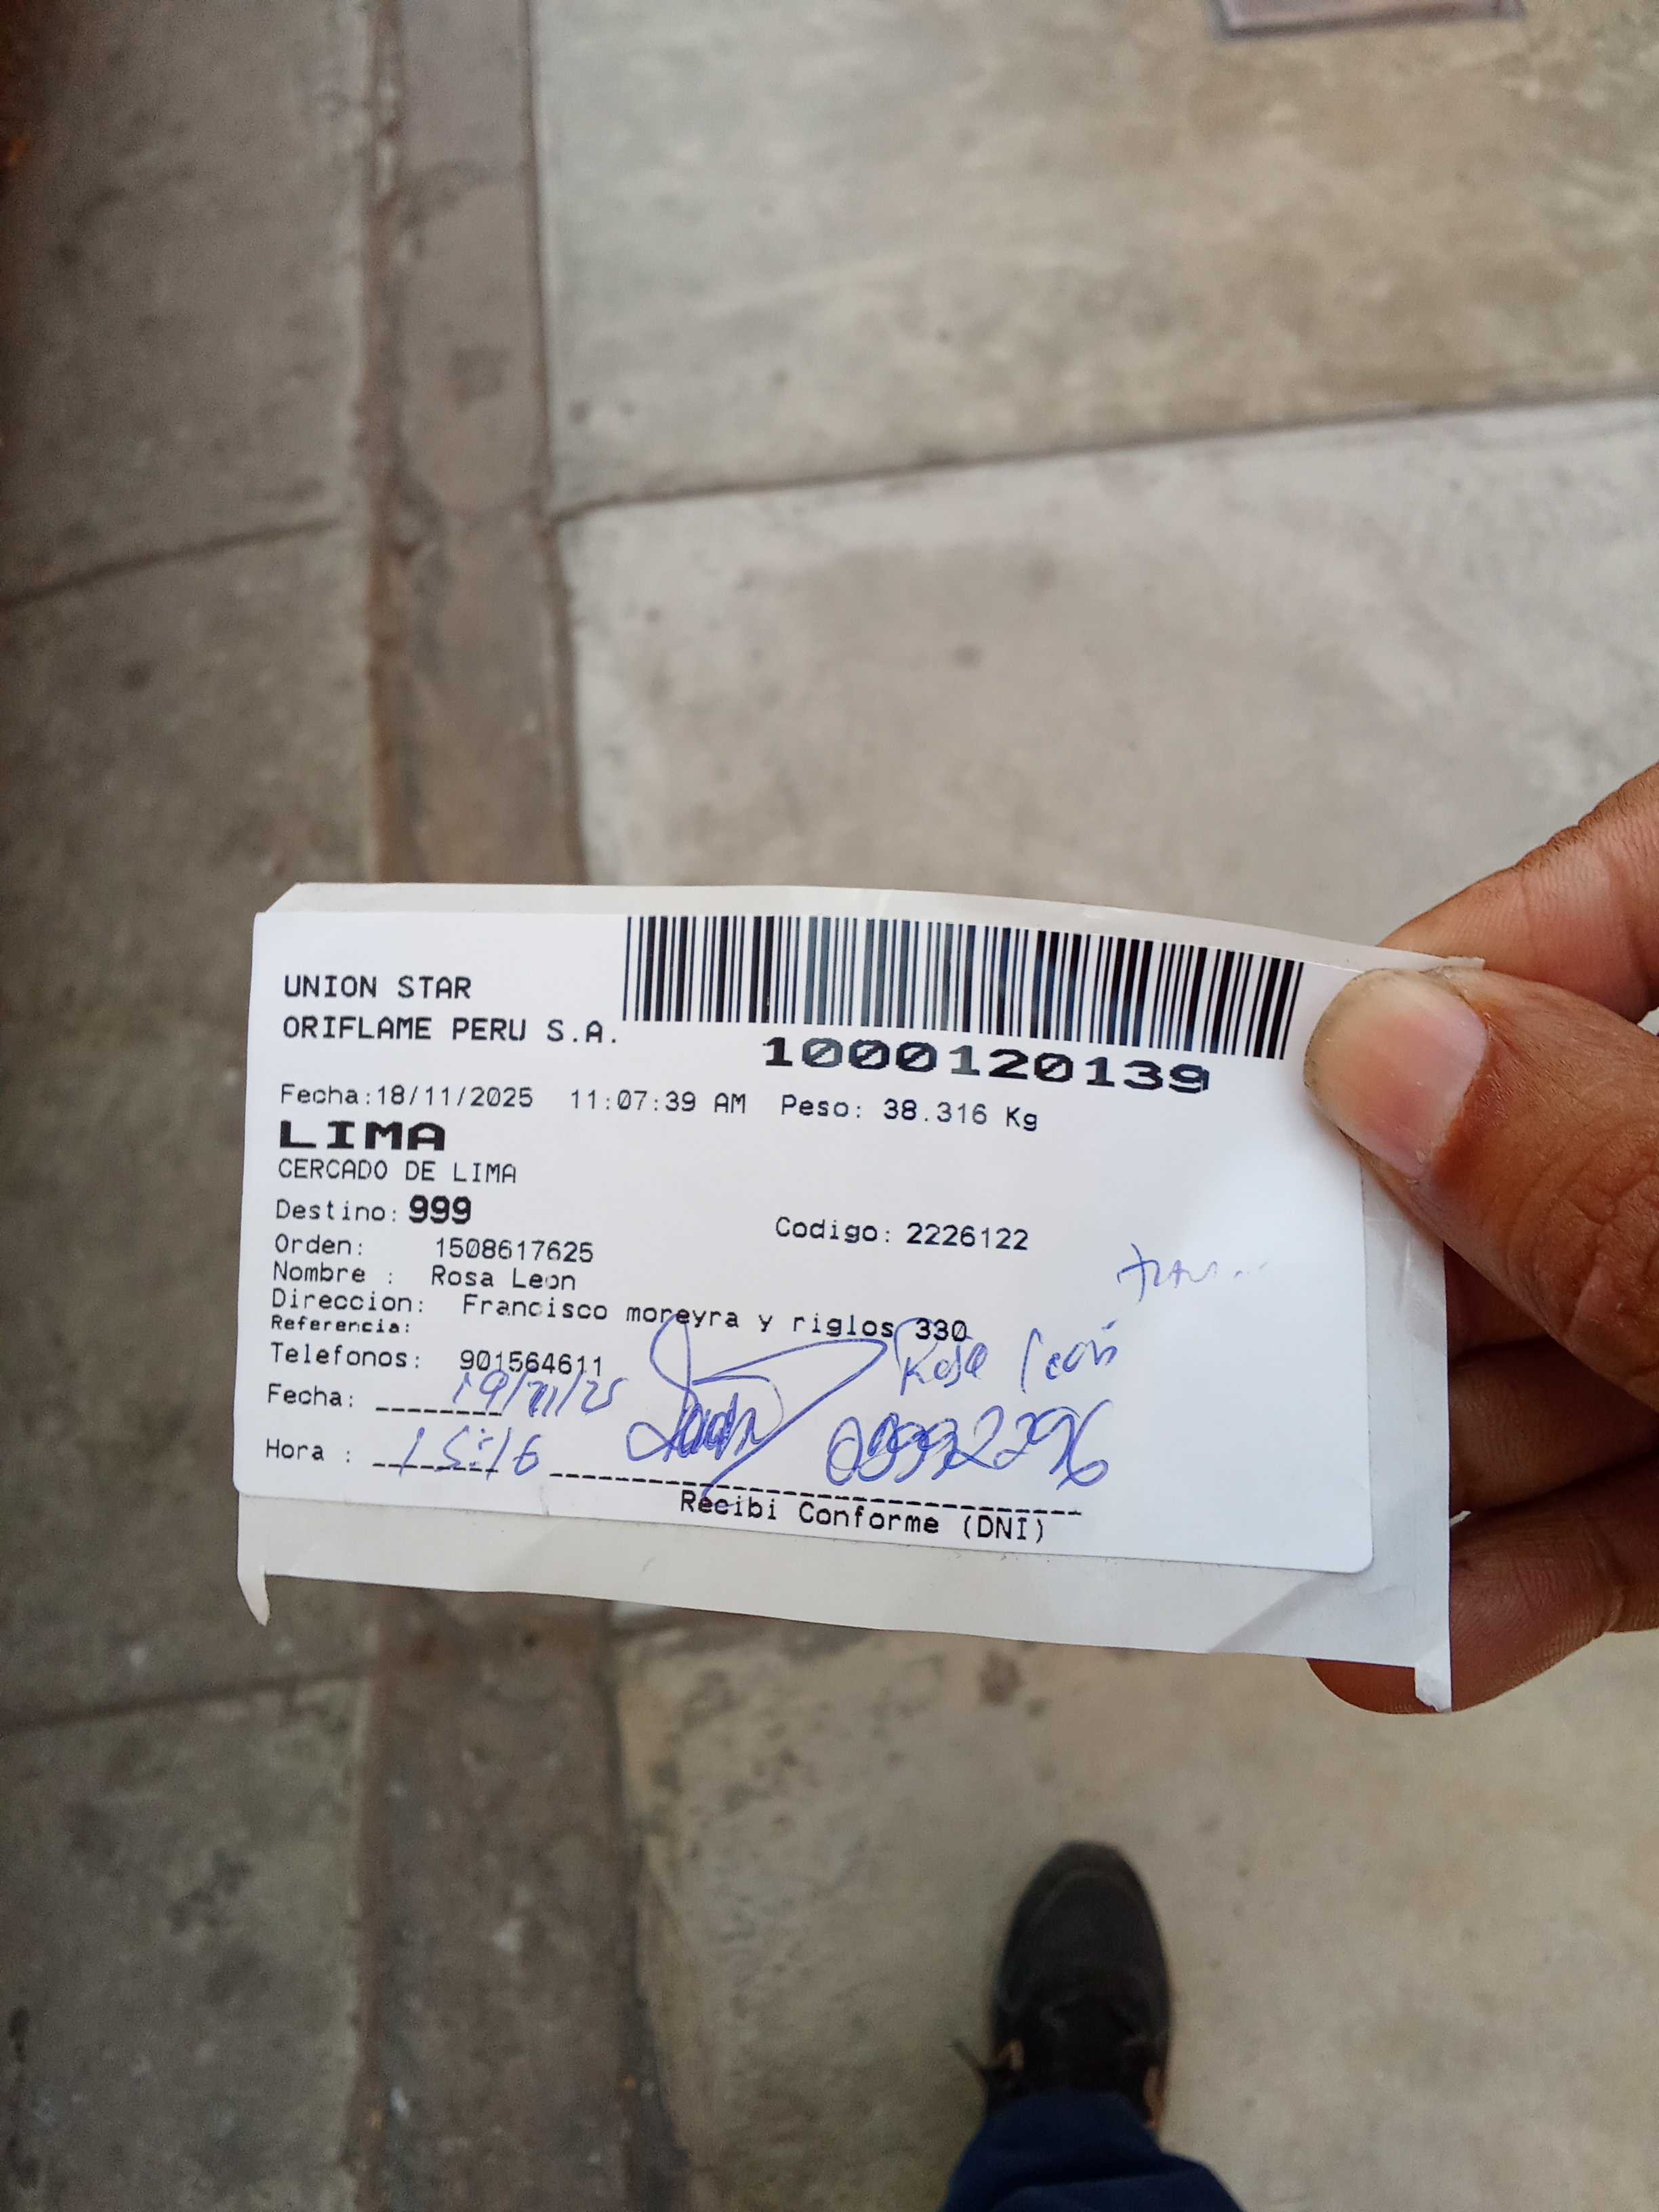 UNION STAR
ORIFLAME PERU S.A.
1000120139
Fecha:18/11/2025 11:07:39 AM Peso: 38.316 Kg
LIMA
CERCADO DE LIMA
Destino: 999 Codigo: 2226122
Orden: 1508617625
Nombre : Rosa Leon
Direccion: Francisco moreyra y riglos 330
Referencia:
Telefonos: 901564611
Rosa León
Fecha: 19/11/25
Hora : 15:16
Recibi Conforme (DNI)